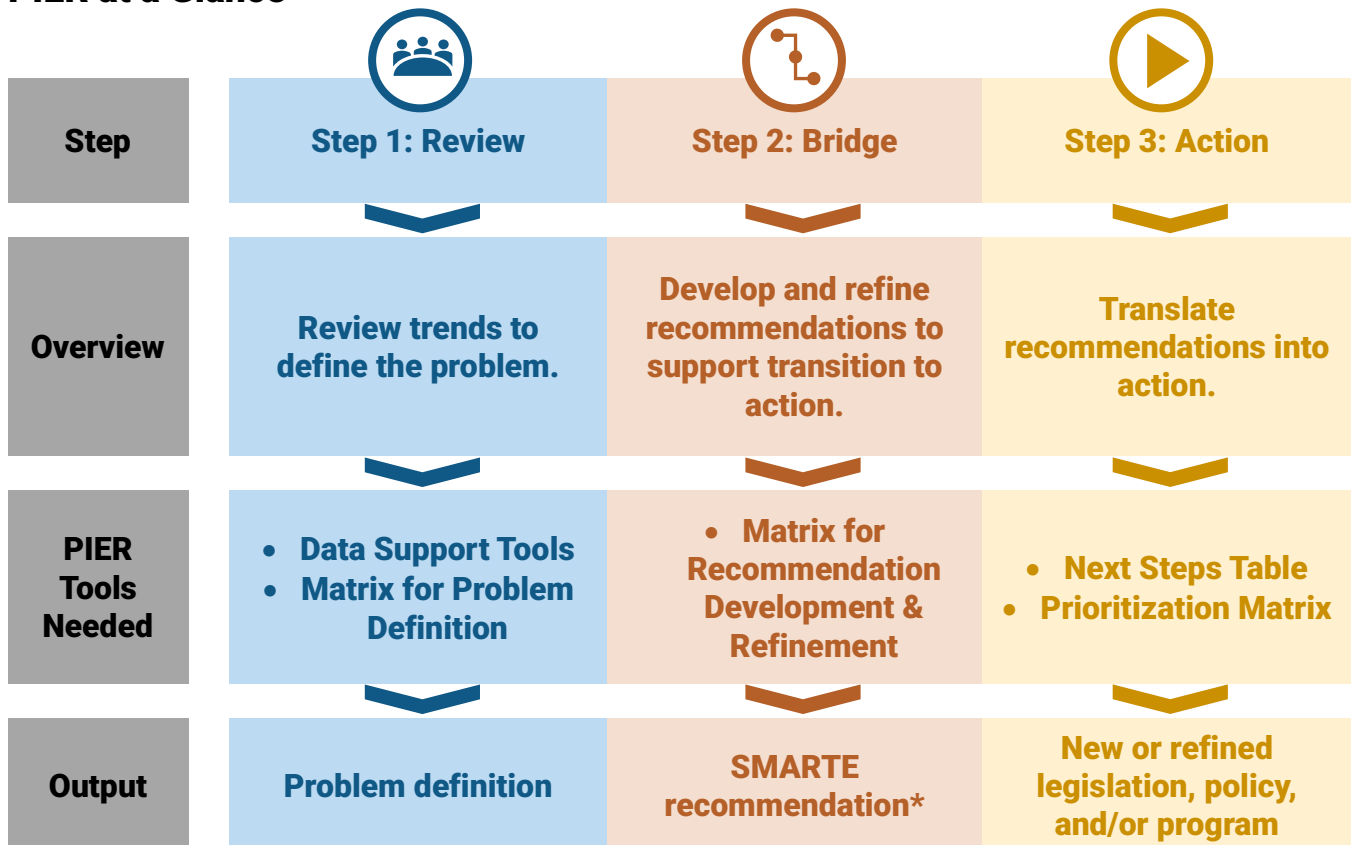 PIER at a Glance
Step
Step 1: Review
Step 2: Bridge
Step 3: Action
Overview
Review trends to
define the problem.
Develop and refine
recommendations to
support transition to
action.
Translate
recommendations into
action.
PIER
Tools
Needed
• Data Support Tools
• Matrix for Problem
Definition
• Matrix for
Recommendation
Development &
Refinement
• Next Steps Table
• Prioritization Matrix
Output
Problem definition
SMARTE
recommendation*
New or refined
legislation, policy,
and/or program